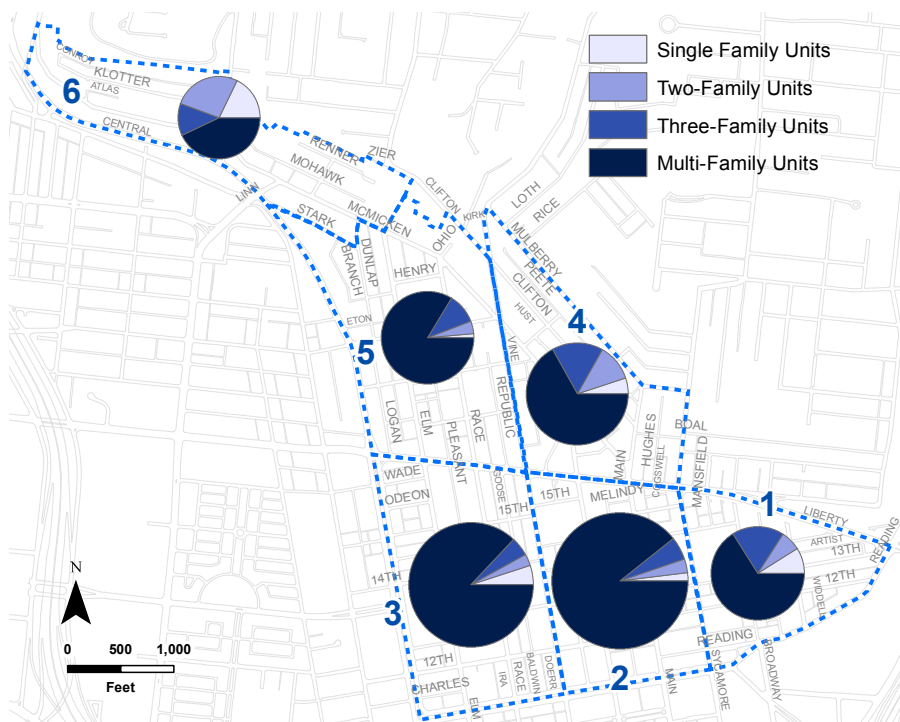 Single Family Units
Two-Family Units
Three-Family Units
Multi-Family Units
CONROY
KLOTTER
ATLAS
6
CENTRAL
RENNER
ZIER
MOHAWK
LINN
STARK
MCMICKEN
CLIFTON
KIRK
LOTH
RICE
OHIO
MULBERRY
PEETE
CLIFTON
HUST
BRANCH
DUNLAP
HENRY
ETON
5
4
VINE
REPUBLIC
LOGAN
ELM
PLEASANT
RACE
MAIN
HUGHES
COGSWELL
BOAL
MANSFIELD
WADE
ODEON
GOOSE
15TH
15TH
MELINDY
1
LIBERTY
ARTIST
13TH
READING
12TH
WIDDELL
14TH
3
READING
12TH
CHARLES
ELM
IRA
RACE
BALDWIN
DOERR
2
MAIN
SYCAMORE
BROADWAY
N
0 500 1,000
Feet